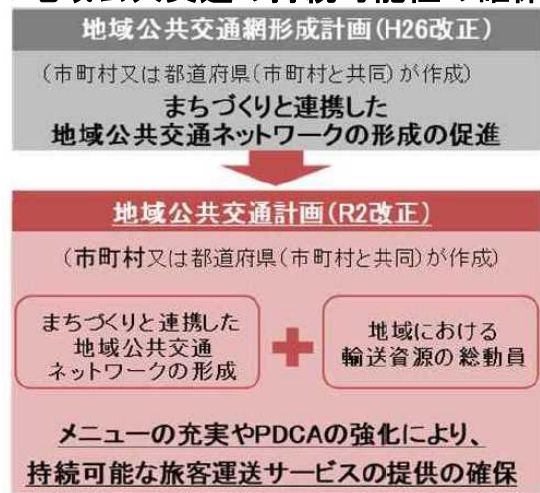 地域公共交通網形成計画(H26改正)
(市町村又は都道府県(市町村と共同)が作成)
まちづくりと連携した
地域公共交通ネットワークの形成の促進
地域公共交通計画(R2改正)
(市町村又は都道府県(市町村と共同)が作成)
まちづくりと連携した
地域公共交通
ネットワークの形成
+
地域における
輸送資源の総動員
メニューの充実やPDCAの強化により、
持続可能な旅客運送サービスの提供の確保